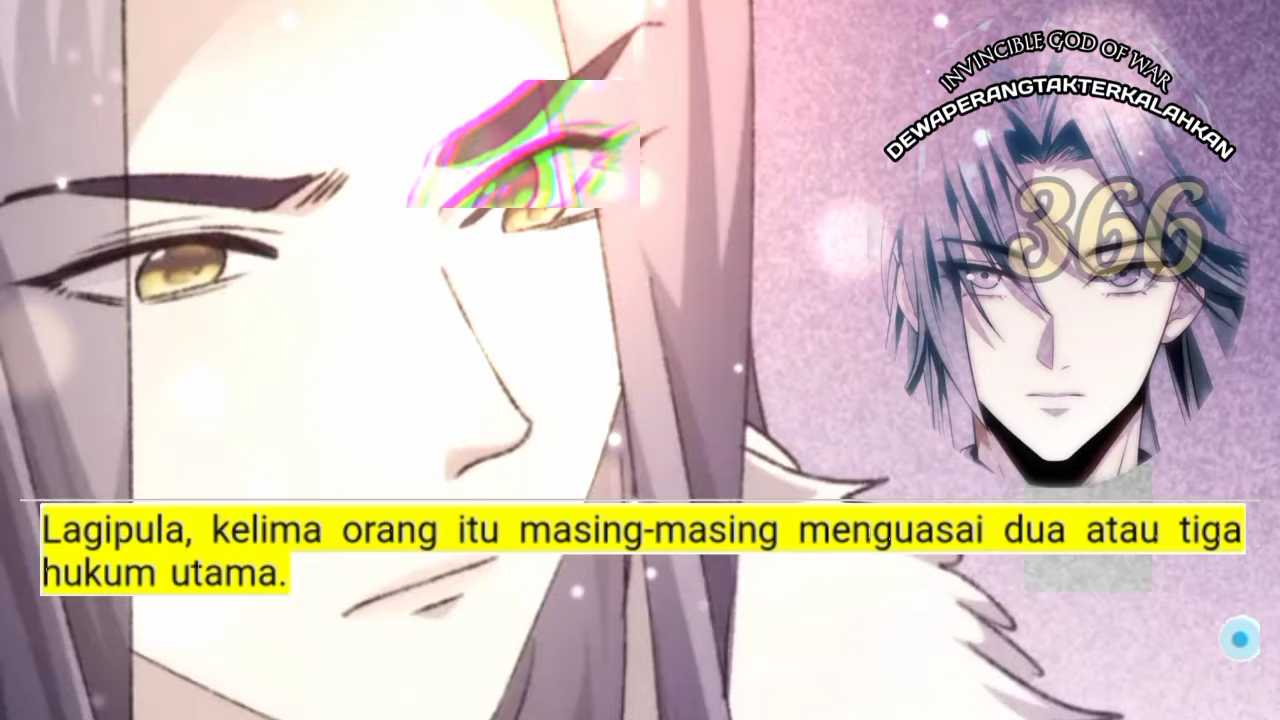 INVINCIBLE GOD OF WAR
DEWAPERANGTAKTERKALAHKAN
366
Lagipula, kelima orang itu masing-masing menguasai dua atau tiga
hukum utama.